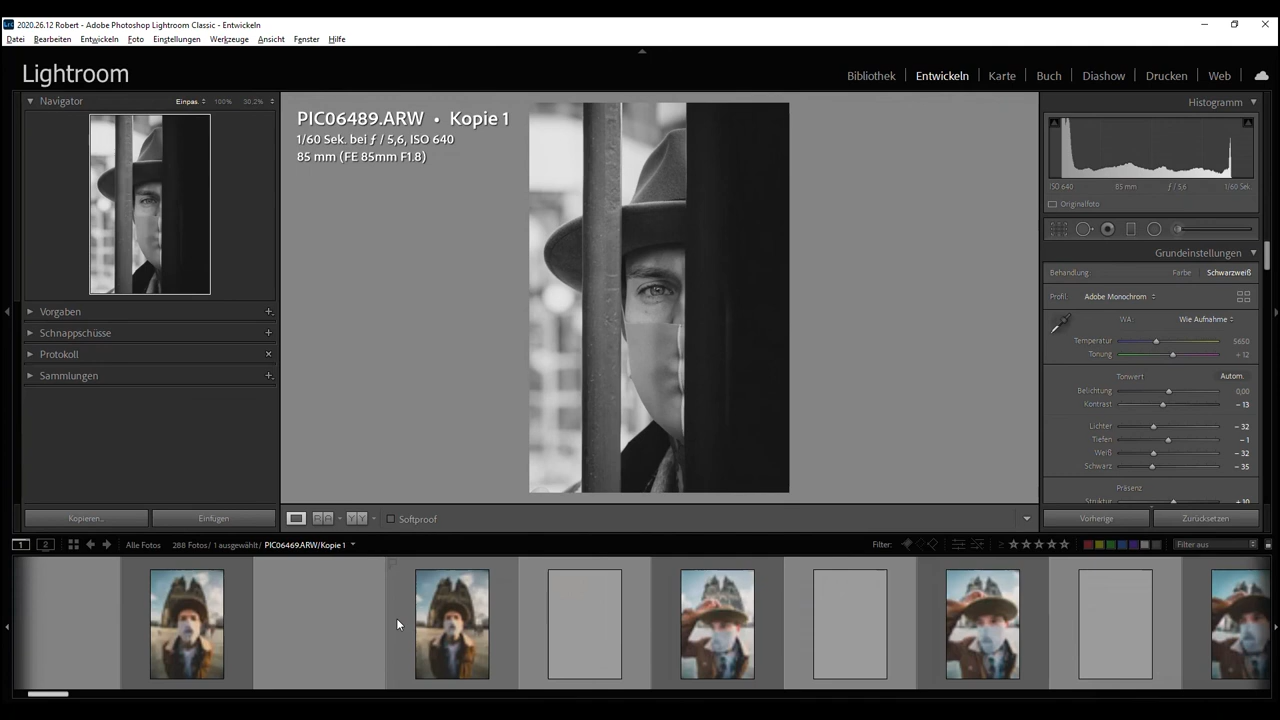 2020.26.12 Robert - Adobe Photoshop Lightroom Classic - Entwickeln
Datei Bearbeiten Entwickeln Foto Einstellungen Werkzeuge Ansicht Fenster Hilfe
Lightroom
Bibliothek | Entwickeln | Karte | Buch | Diashow | Drucken | Web
Navigator Einpas. 100% 30.2%
Histogramm
PIC06489.ARW • Kopie 1
1/60 Sek. bei ƒ / 5,6, ISO 640
85 mm (FE 85mm F1.8)
ISO 640 85 mm ƒ / 5,6 1/60 Sek.
Originalfoto
Grundeinstellungen
Behandlung: Farbe Schwarzweiß
Profil: Adobe Monochrom
WA: Wie Aufnahme
Temperatur 5650
Tonung + 12
Tonwert Autom.
Belichtung 0,00
Kontrast – 13
Lichter – 32
Tiefen – 1
Weiß – 32
Schwarz – 35
Präsenz
Struktur + 10
Vorgaben
Schnappschüsse
Protokoll
Sammlungen
Kopieren... Einfügen
Softproof
Vorherige Zurücksetzen
1 2 Alle Fotos 288 Fotos / 1 ausgewählt / PIC06469.ARW/Kopie 1 Filter: Filter aus